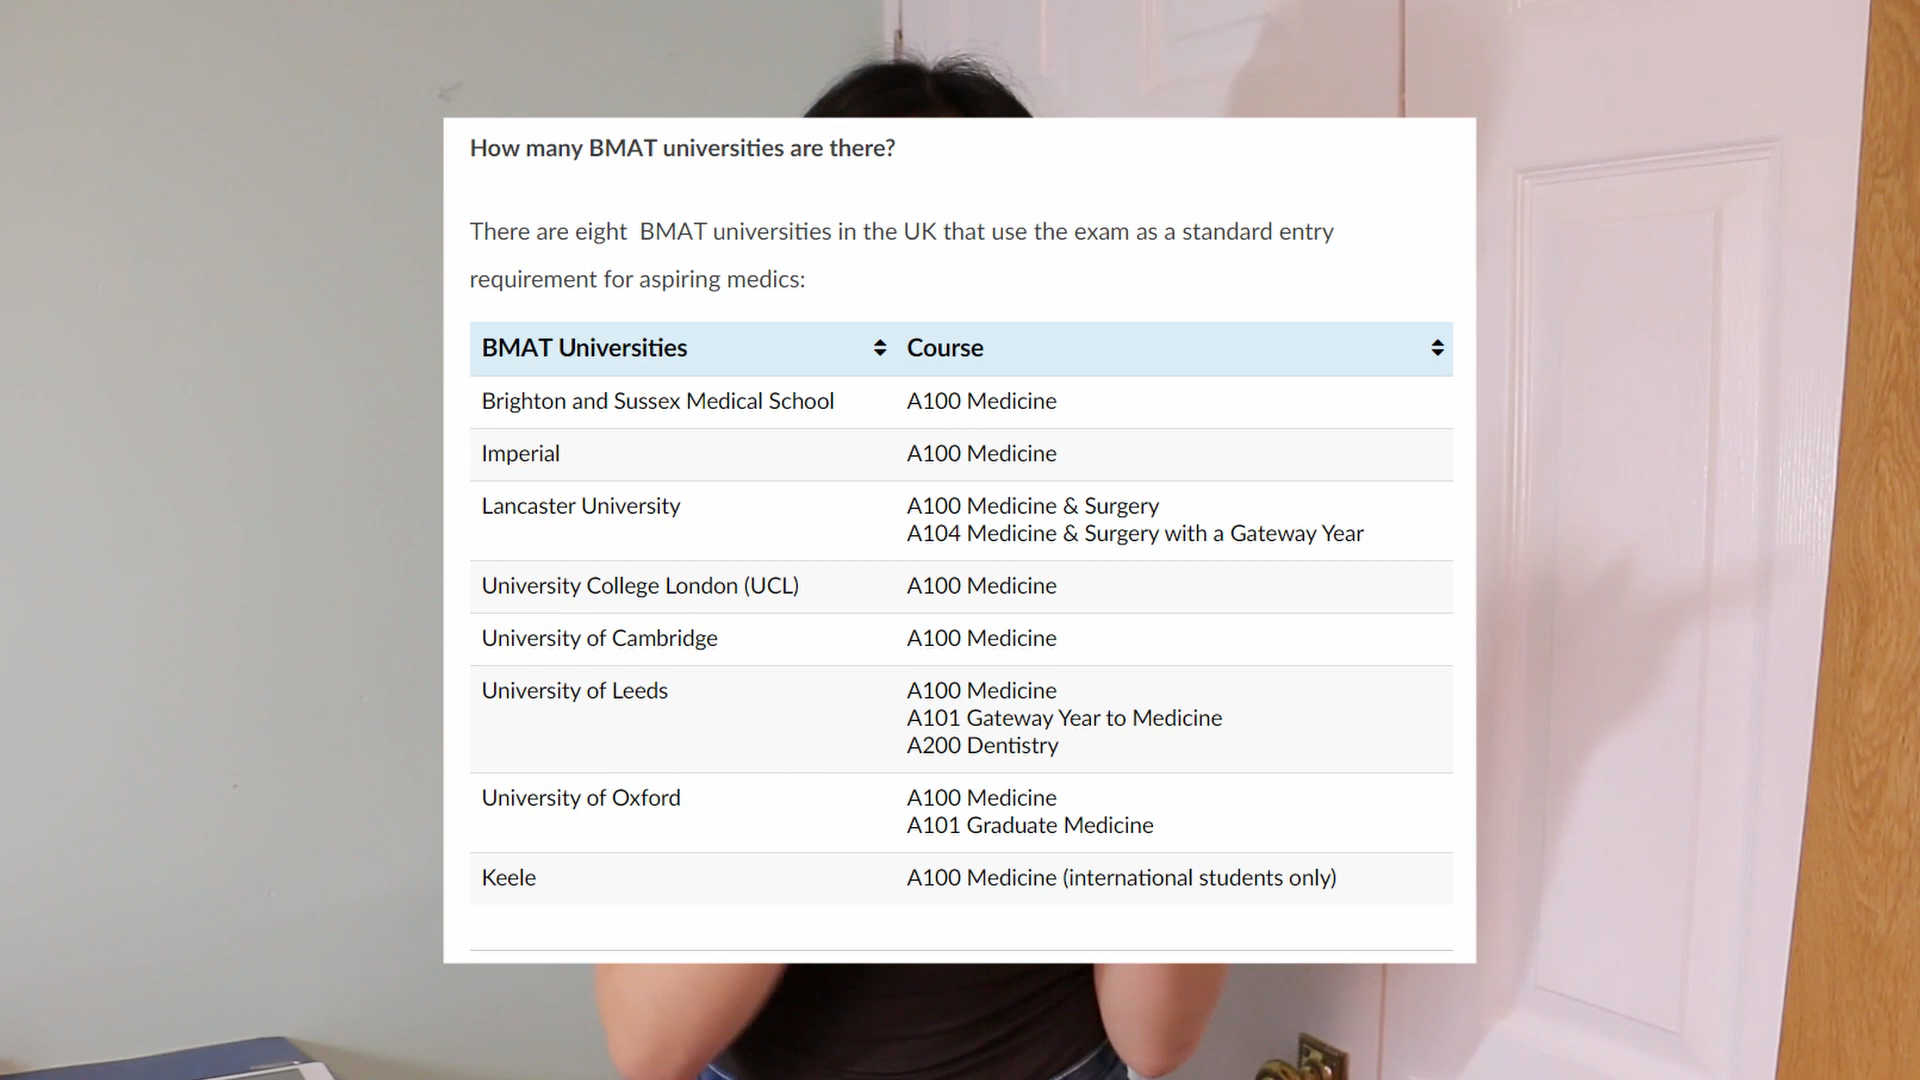 How many BMAT universities are there?
There are eight BMAT universities in the UK that use the exam as a standard entry
requirement for aspiring medics:
BMAT Universities Course
Brighton and Sussex Medical School A100 Medicine
Imperial A100 Medicine
Lancaster University A100 Medicine & Surgery
A104 Medicine & Surgery with a Gateway Year
University College London (UCL) A100 Medicine
University of Cambridge A100 Medicine
University of Leeds A100 Medicine
A101 Gateway Year to Medicine
A200 Dentistry
University of Oxford A100 Medicine
A101 Graduate Medicine
Keele A100 Medicine (international students only)